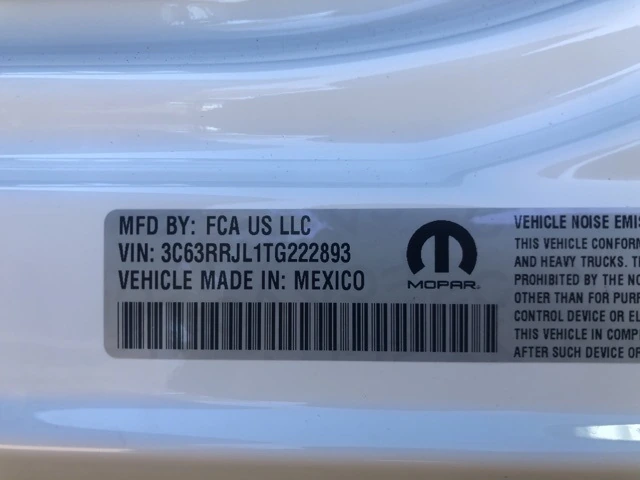 MFD BY: FCA US LLC
VIN: 3C63RRJL1TG222893
VEHICLE MADE IN: MEXICO
MOPAR
VEHICLE NOISE EMIS
THIS VEHICLE CONFORM
AND HEAVY TRUCKS. T
PROHIBITED BY THE NO
OTHER THAN FOR PURP
CONTROL DEVICE OR EL
THIS VEHICLE IN COMP
AFTER SUCH DEVICE OF